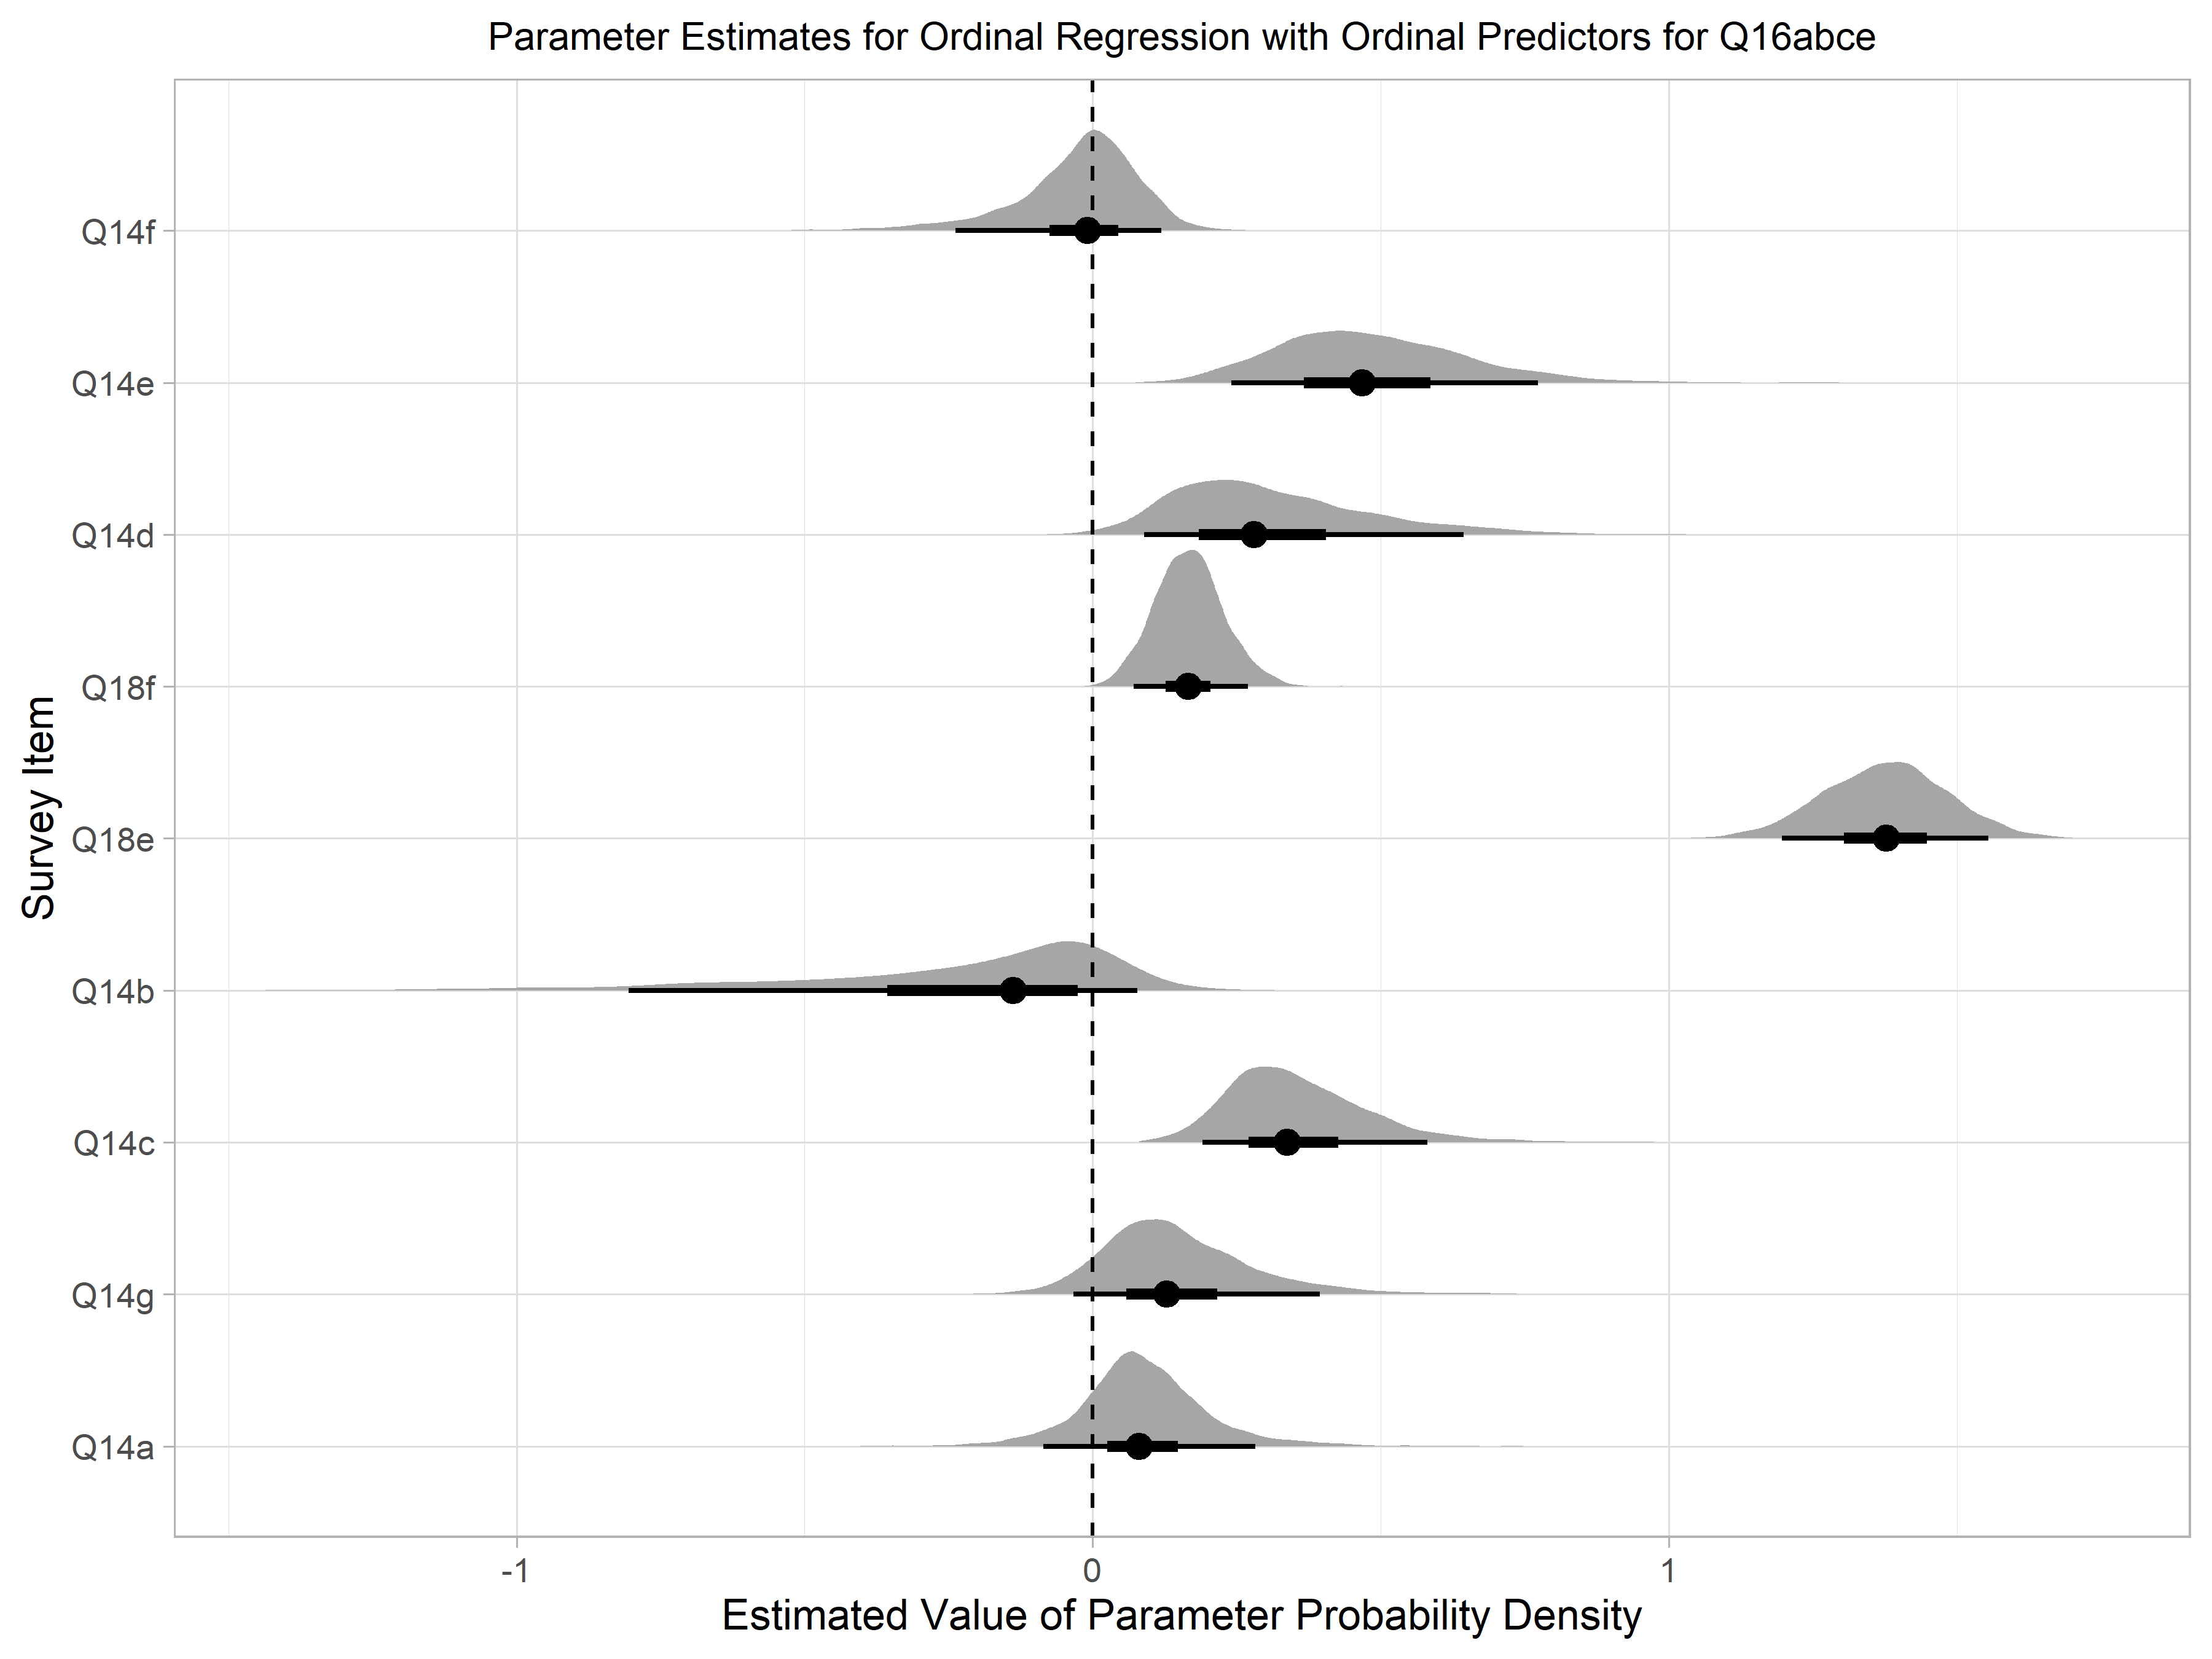 Parameter Estimates for Ordinal Regression with Ordinal Predictors for Q16abce
Survey Item
Q14f
Q14e
Q14d
Q18f
Q18e
Q14b
Q14c
Q14g
Q14a
-1
0
1
Estimated Value of Parameter Probability Density